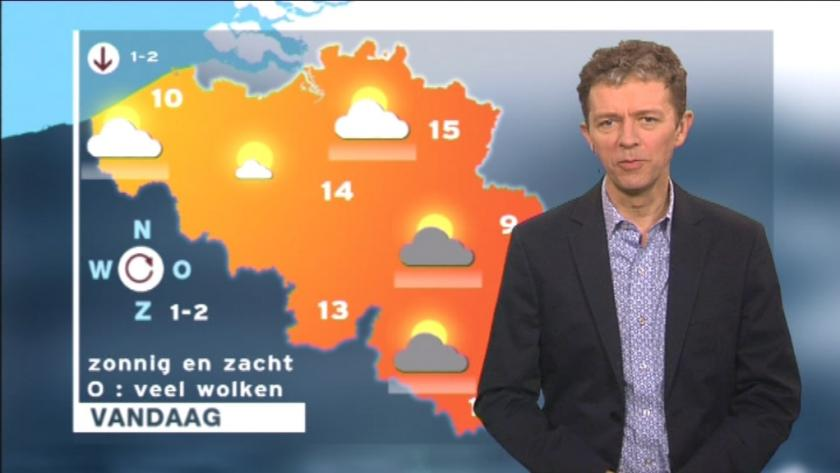 1-2
10
15
14
9
N
W O
Z 1-2
13
zonnig en zacht
O : veel wolken
VANDAAG